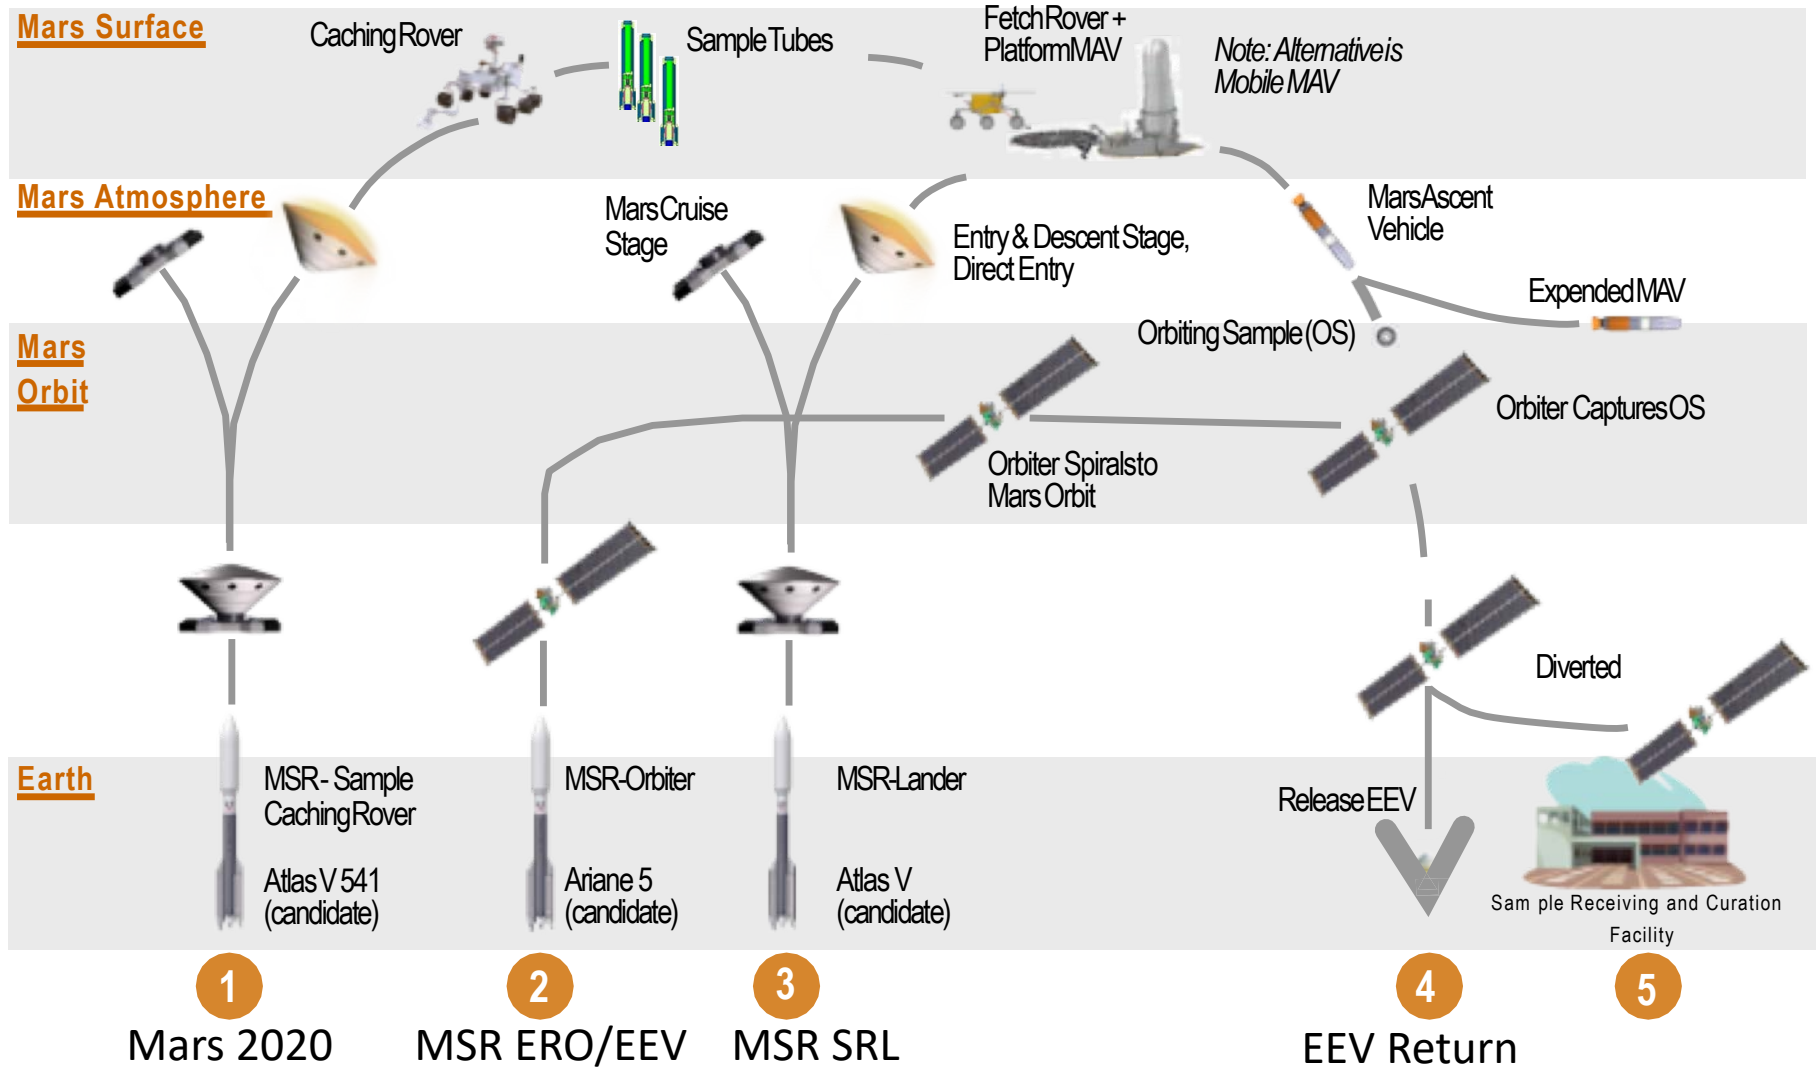 Mars Surface
Caching Rover
Sample Tubes
Fetch Rover +
Platform MAV
Note: Alternative is
Mobile MAV
Mars Atmosphere
Mars Cruise
Stage
Entry & Descent Stage,
Direct Entry
Mars Ascent
Vehicle
Expended MAV
Orbiting Sample (OS)
Mars
Orbit
Orbiter Captures OS
Orbiter Spirals to
Mars Orbit
Diverted
Earth
MSR - Sample
Caching Rover
Atlas V 541
(candidate)
MSR-Orbiter
Ariane 5
(candidate)
MSR-Lander
Atlas V
(candidate)
Release EEV
Sam ple Receiving and Curation
Facility
1
2
3
4
5
Mars 2020
MSR ERO/EEV
MSR SRL
EEV Return